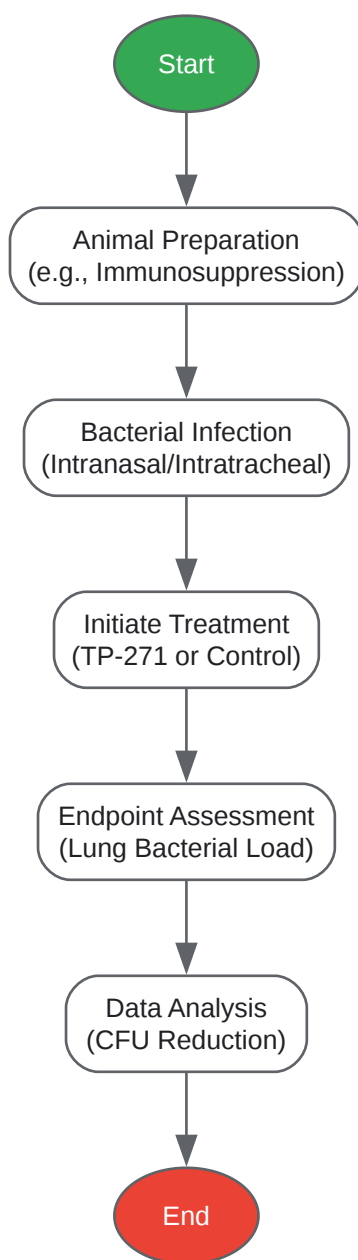 Start
Animal Preparation
(e.g., Immunosuppression)
Bacterial Infection
(Intranasal/Intratracheal)
Initiate Treatment
(TP-271 or Control)
Endpoint Assessment
(Lung Bacterial Load)
Data Analysis
(CFU Reduction)
End